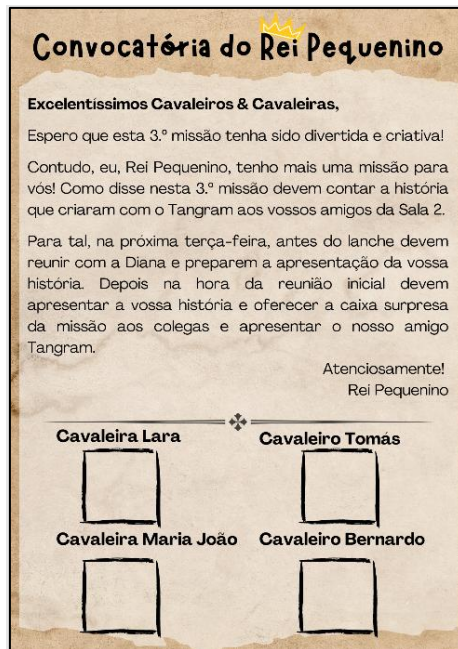 Convocatória do Rei Pequenino
Excelentíssimos Cavaleiros & Cavaleiras,
Espero que esta 3.ª missão tenha sido divertida e criativa!
Contudo, eu, Rei Pequenino, tenho mais uma missão para
vós! Como disse nesta 3.ª missão devem contar a história
que criaram com o Tangram aos vossos amigos da Sala 2.
Para tal, na próxima terça-feira, antes do lanche devem
reunir com a Diana e preparem a apresentação da vossa
história. Depois na hora da reunião inicial devem
apresentar a vossa história e oferecer a caixa surpresa
da missão aos colegas e apresentar o nosso amigo
Tangram.
Atenciosamente!
Rei Pequenino
Cavaleira Lara Cavaleiro Tomás
Cavaleira Maria João Cavaleiro Bernardo